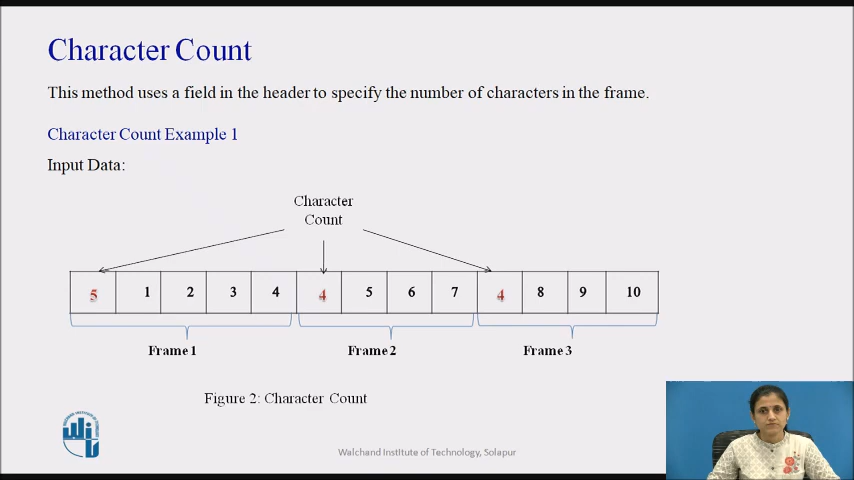 Character Count
This method uses a field in the header to specify the number of characters in the frame.
Character Count Example 1
Input Data:
Character
Count
5 1 2 3 4 4 5 6 7 4 8 9 10
Frame 1 Frame 2 Frame 3
Figure 2: Character Count
Walchand Institute of Technology, Solapur